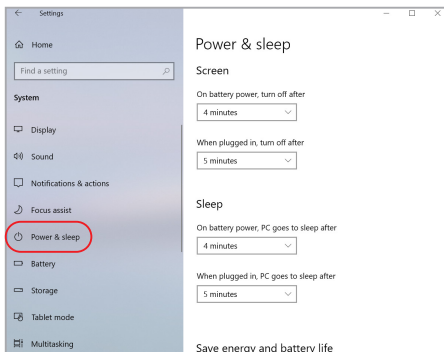 Settings
Home
Find a setting
System
Display
Sound
Notifications & actions
Focus assist
Power & sleep
Battery
Storage
Tablet mode
Multitasking
Power & sleep
Screen
On battery power, turn off after
4 minutes
When plugged in, turn off after
5 minutes
Sleep
On battery power, PC goes to sleep after
4 minutes
When plugged in, PC goes to sleep after
5 minutes
Save energy and battery life